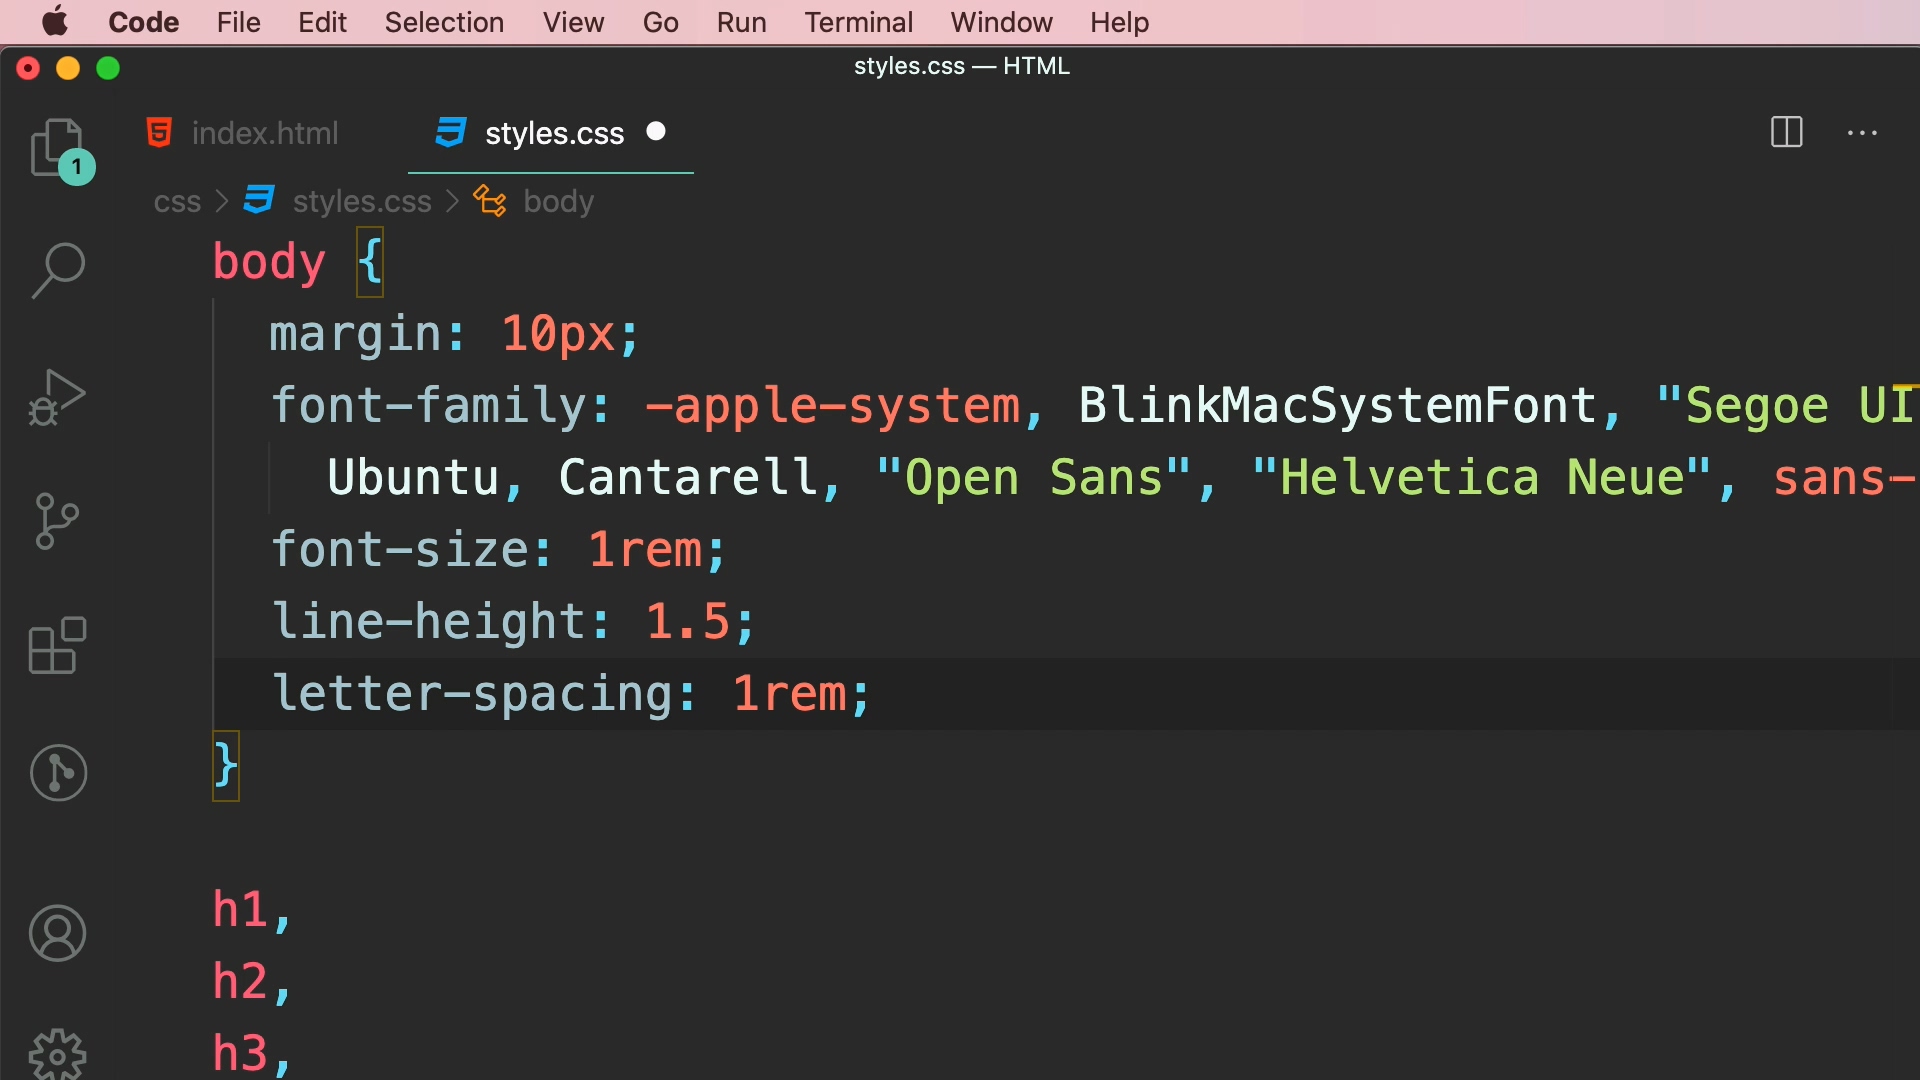 Code File Edit Selection View Go Run Terminal Window Help
styles.css — HTML
index.html styles.css
1
css > styles.css > body
body {
margin: 10px;
font-family: -apple-system, BlinkMacSystemFont, "Segoe UI
Ubuntu, Cantarell, "Open Sans", "Helvetica Neue", sans-
font-size: 1rem;
line-height: 1.5;
letter-spacing: 1rem;
}
h1,
h2,
h3,